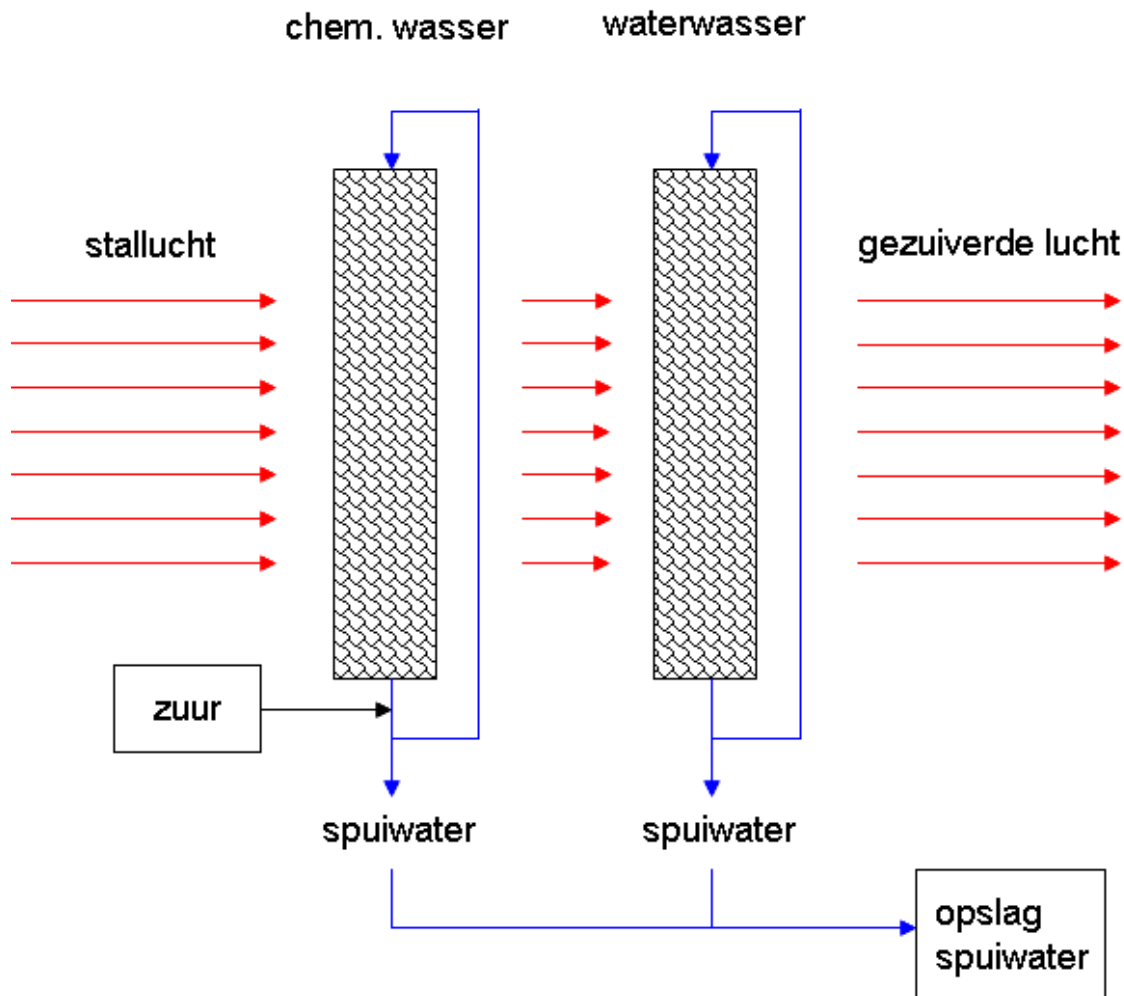 chem. wasser
waterwasser
stallucht
gezuiverde lucht
zuur
spuiwater
spuiwater
opslag
spuiwater